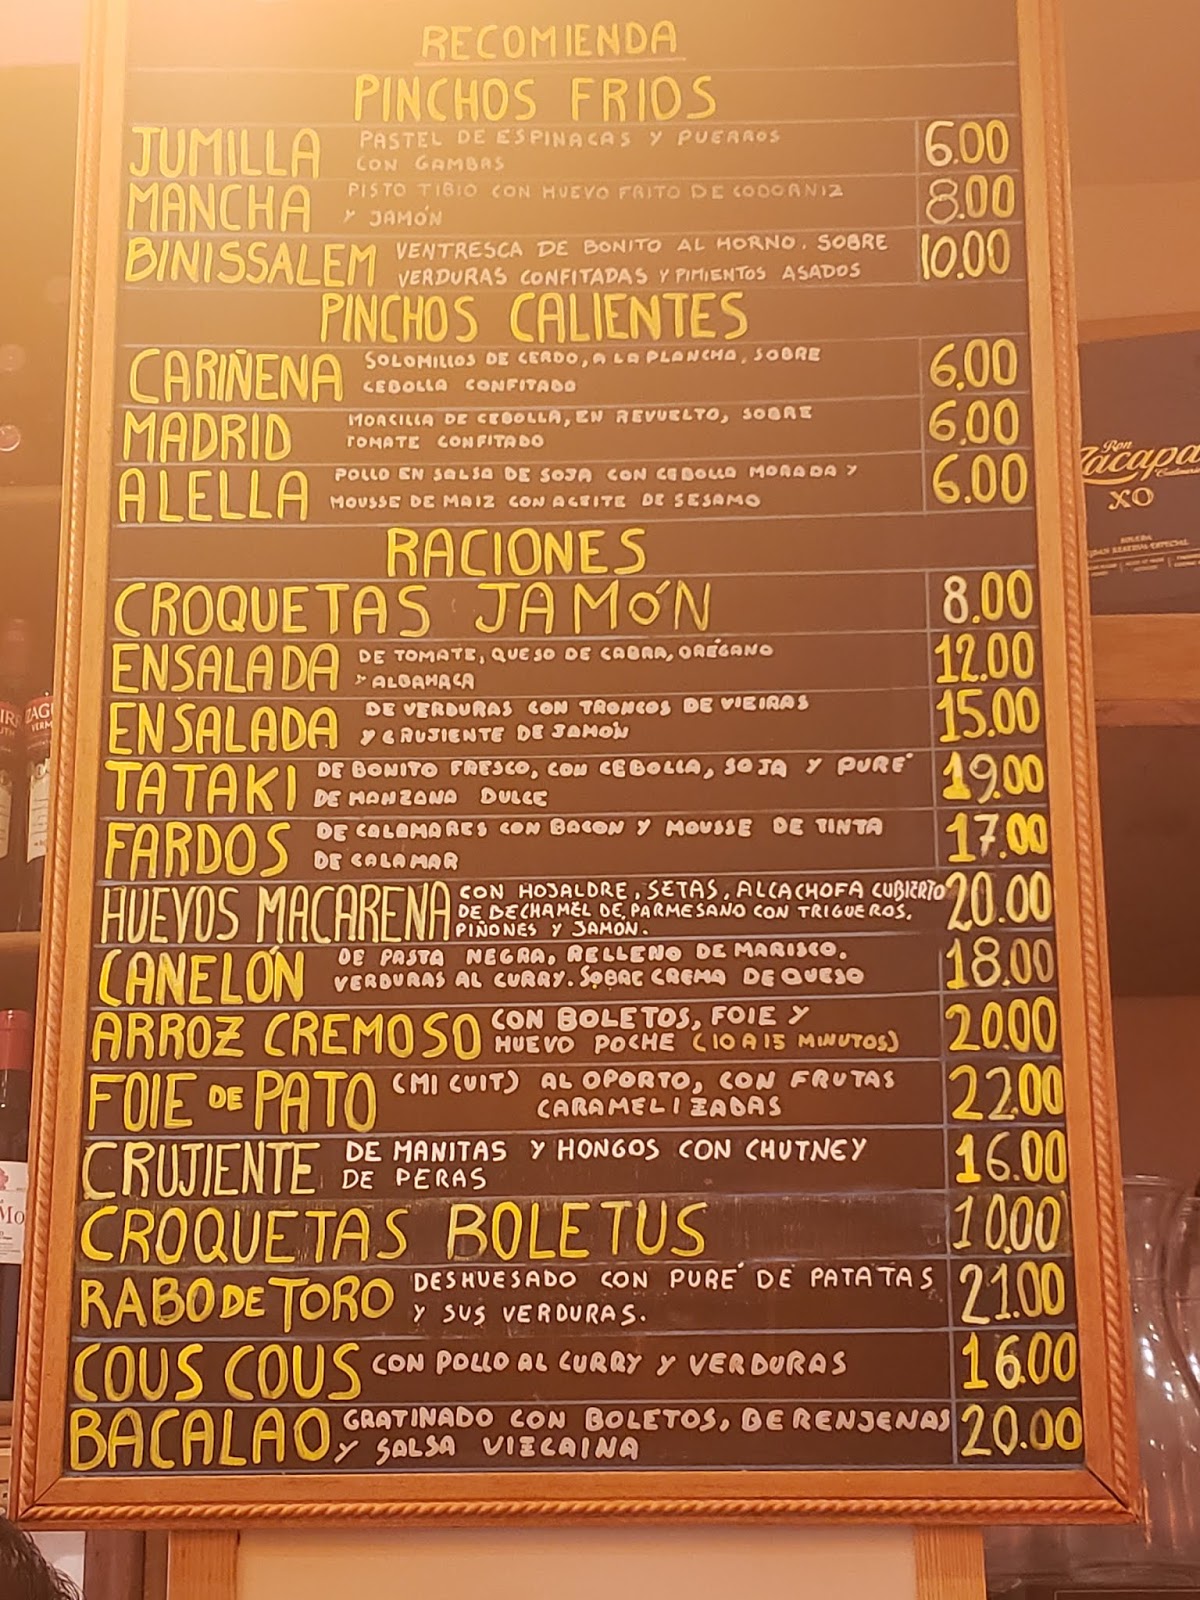 RECOMIENDA
PINCHOS FRIOS
JUMILLA PASTEL DE ESPINACAS Y PUERROS 6.00
CON GAMBAS
MANCHA PISTO TIBIO CON HUEVO FRITO DE CODORNIZ 8.00
Y JAMÓN
BINISSALEM VENTRESCA DE BONITO AL HORNO. SOBRE 10.00
VERDURAS CONFITADAS Y PIMIENTOS ASADOS
PINCHOS CALIENTES
CARIÑENA SOLOMILLOS DE CERDO, A LA PLANCHA, SOBRE 6.00
CEBOLLA CONFITADA
MADRID MORCILLA DE CEBOLLA, EN REVUELTO, SOBRE 6.00
TOMATE CONFITADO
ALELLA POLLO EN SALSA DE SOJA CON CEBOLLA MORADA Y 6.00
MOUSSE DE MAIZ CON ACEITE DE SESAMO
RACIONES
CROQUETAS JAMÓN 8.00
ENSALADA DE TOMATE, QUESO DE CABRA, ORÉGANO 12.00
Y ALBAHACA
ENSALADA DE VERDURAS CON TRONCOS DE VIEIRAS 15.00
Y CRUJIENTE DE JAMÓN
TATAKI DE BONITO FRESCO, CON CEBOLLA, SOJA Y PURÉ 19.00
DE MANZANA DULCE
FARDOS DE CALAMARES CON BACON Y MOUSSE DE TINTA 17.00
DE CALAMAR
HUEVOS MACARENA CON HOJALDRE, SETAS, ALCACHOFA CUBIERTO 20.00
DE BECHAMEL DE PARMESANO CON TRIGUEROS,
PIÑONES Y JAMON.
CANELÓN DE PASTA NEGRA, RELLENO DE MARISCO. 18.00
VERDURAS AL CURRY. SOBRE CREMA DE QUESO
ARROZ CREMOSO CON BOLETOS, FOIE Y 20.00
HUEVO POCHE (10 A 15 MINUTOS)
FOIE DE PATO (MI CUIT) AL OPORTO, CON FRUTAS 22.00
CARAMELIZADAS
CRUJIENTE DE MANITAS Y HONGOS CON CHUTNEY 16.00
DE PERAS
CROQUETAS BOLETUS 10.00
RABO DE TORO DESHUESADO CON PURÉ DE PATATAS 21.00
Y SUS VERDURAS.
COUS COUS CON POLLO AL CURRY Y VERDURAS 16.00
BACALAO GRATINADO CON BOLETOS, BERENJENAS 20.00
Y SALSA VIZCAINA
Ron
Zacapa
XO